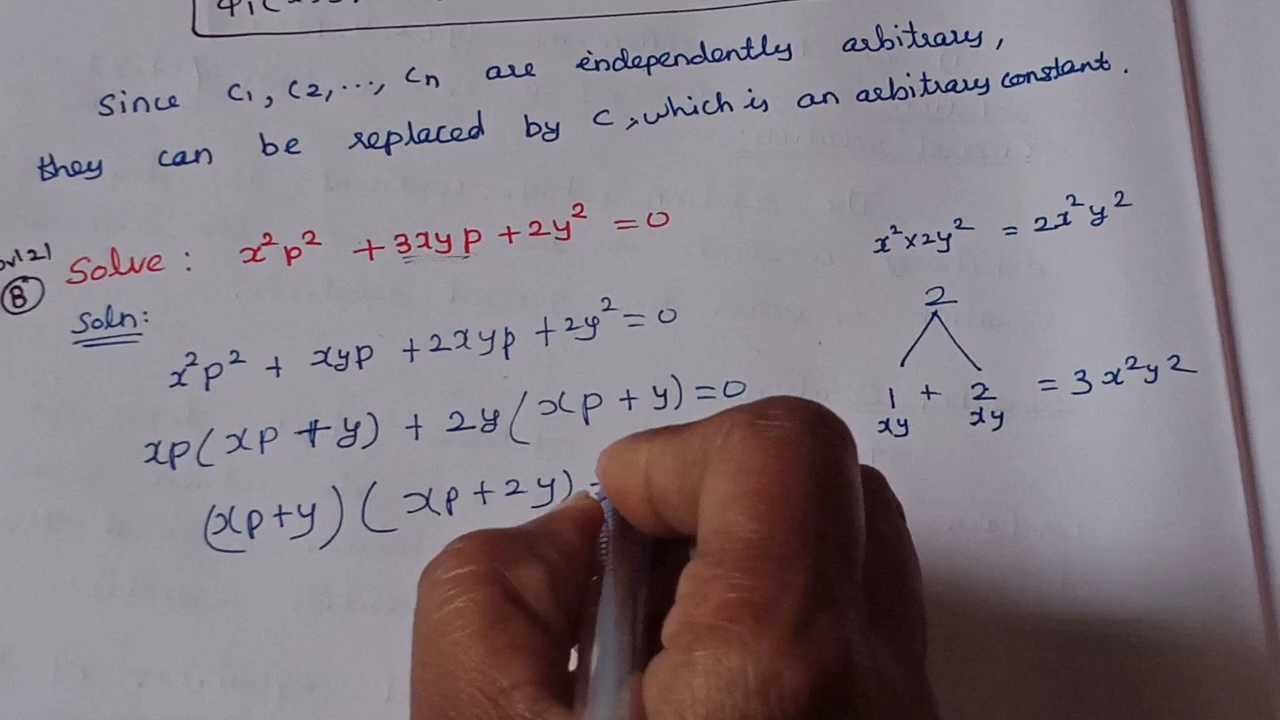 Since C1, C2, ..., Cn are independently arbitrary,
they can be replaced by C, which is an arbitrary constant.
Solve : x²p² + 3xyp + 2y² = 0
8
Soln:
x²p² + xyp + 2xyp + 2y² = 0
xp(xp + y) + 2y(xp + y) = 0
(xp+y)(xp+2y) =
x² × 2y² = 2x²y²
2
1 + 2 = 3x²y²
xy xy